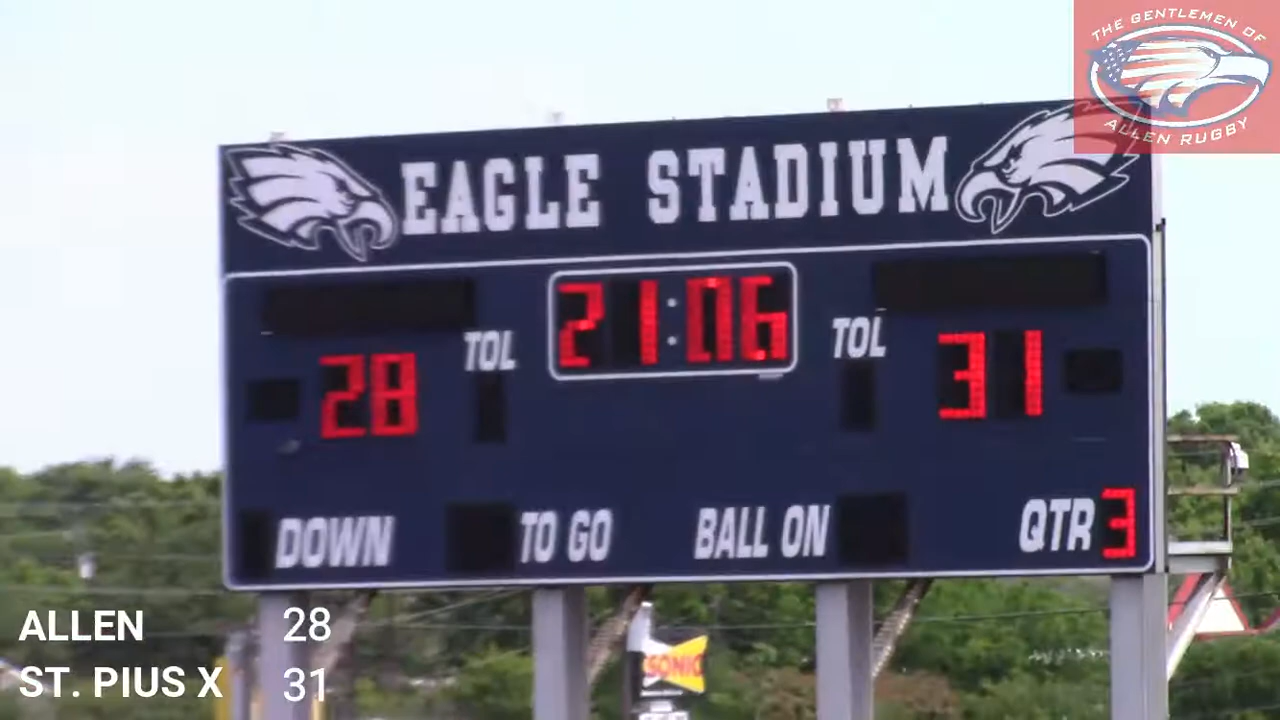 THE GENTLEMEN OF
ALLEN RUGBY
EAGLE STADIUM
21:06
TOL
TOL
28
31
DOWN
TO GO
BALL ON
QTR 3
ALLEN 28
ST. PIUS X 31
SONIC